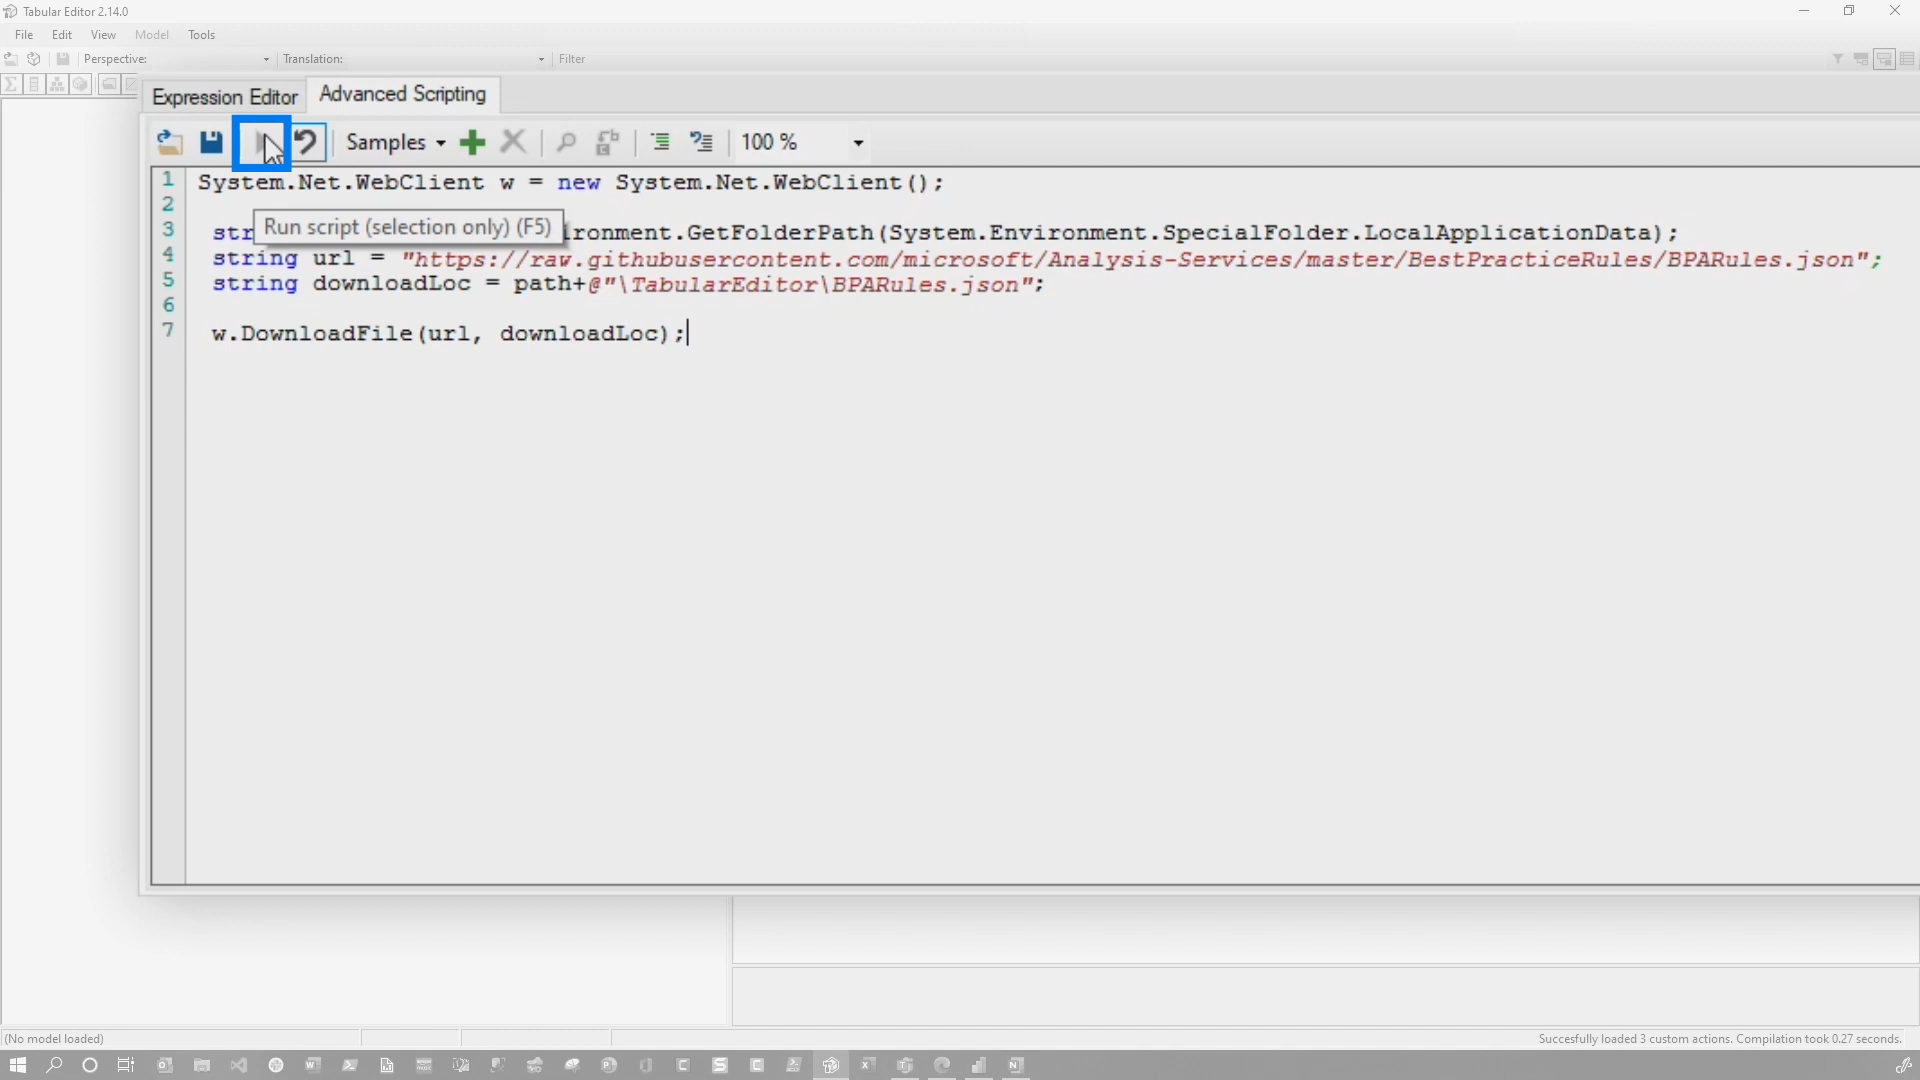 Tabular Editor 2.14.0
File Edit View Model Tools
Perspective: Translation: Filter
Expression Editor Advanced Scripting
Samples 100 %
1 System.Net.WebClient w = new System.Net.WebClient();
2
Run script (selection only) (F5)
3 str ironment.GetFolderPath(System.Environment.SpecialFolder.LocalApplicationData);
4 string url = "https://raw.githubusercontent.com/microsoft/Analysis-Services/master/BestPracticeRules/BPARules.json";
5 string downloadLoc = path+@"\TabularEditor\BPARules.json";
6
7 w.DownloadFile(url, downloadLoc);
(No model loaded) Succesfully loaded 3 custom actions. Compilation took 0.27 seconds.